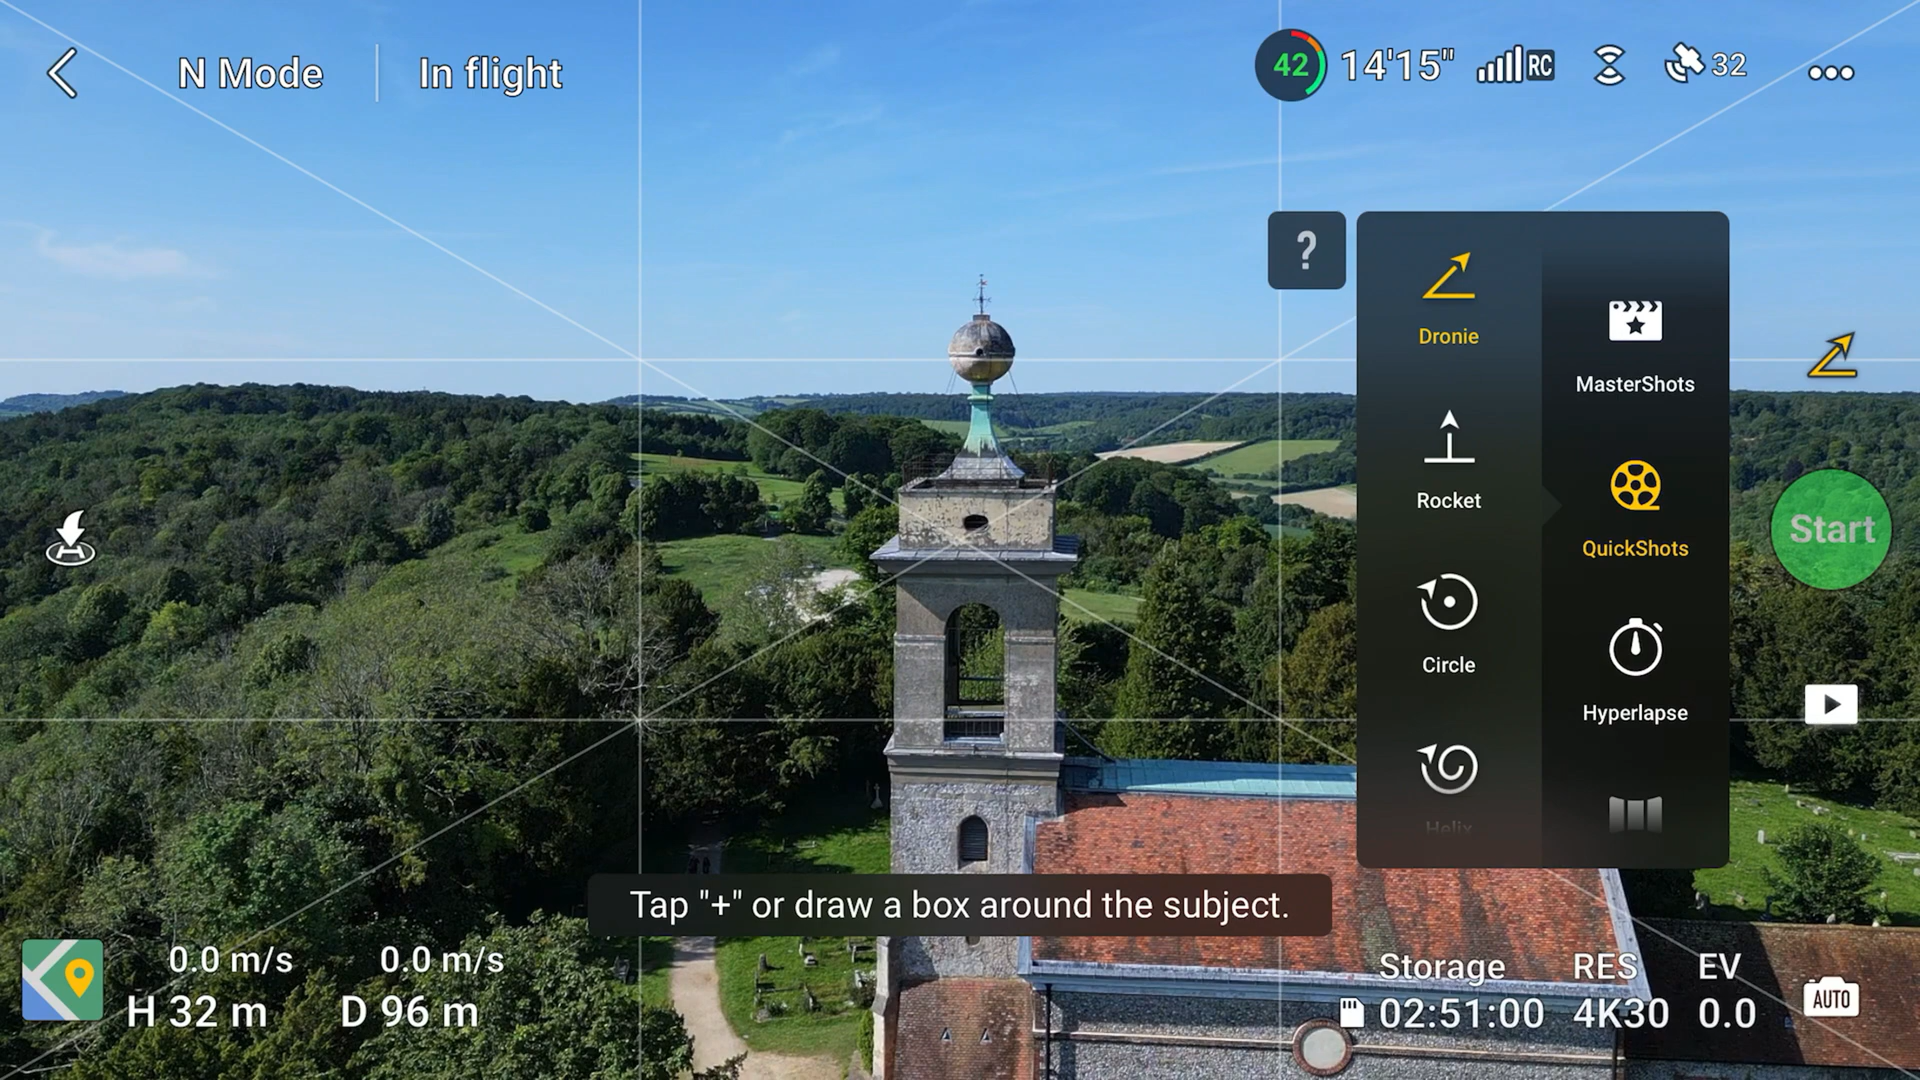 N Mode
In flight
42
14'15"
RC
32
?
Dronie
MasterShots
Rocket
QuickShots
Start
Circle
Hyperlapse
Helix
Tap "+" or draw a box around the subject.
0.0 m/s
0.0 m/s
Storage
RES
EV
H 32 m
D 96 m
02:51:00
4K30
0.0
AUTO